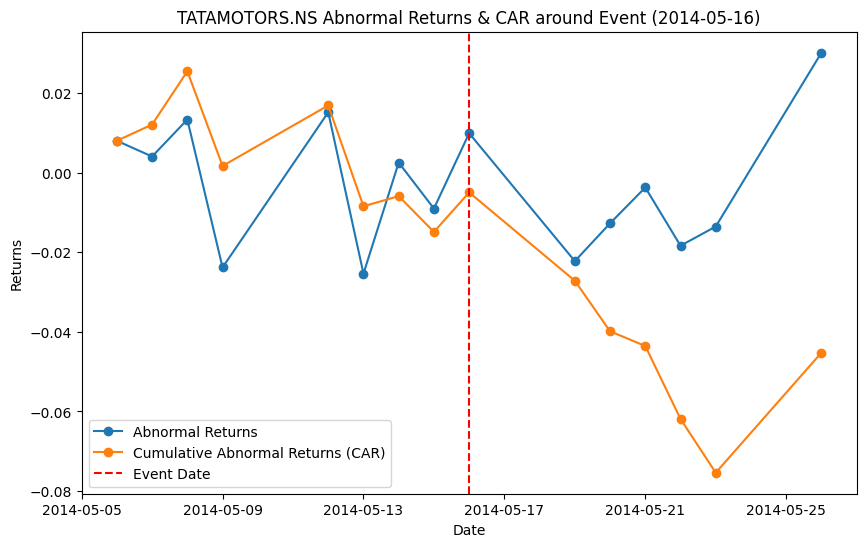 TATAMOTORS.NS Abnormal Returns & CAR around Event (2014-05-16)
Returns
0.02
0.00
−0.02
−0.04
−0.06
−0.08
Abnormal Returns
Cumulative Abnormal Returns (CAR)
Event Date
2014-05-05 2014-05-09 2014-05-13 2014-05-17 2014-05-21 2014-05-25
Date